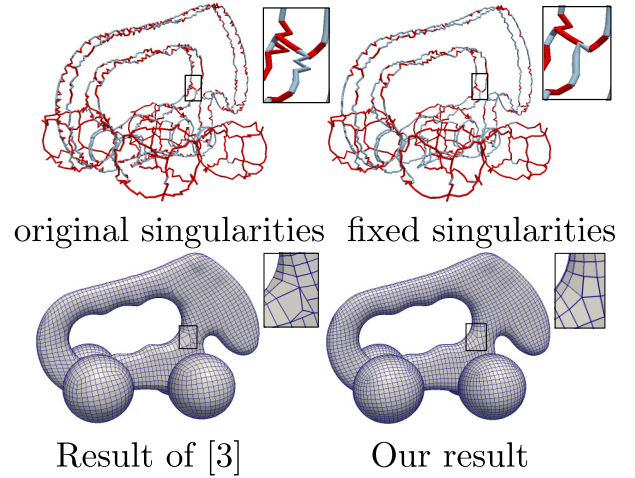 original singularities
fixed singularities
Result of [3]
Our result